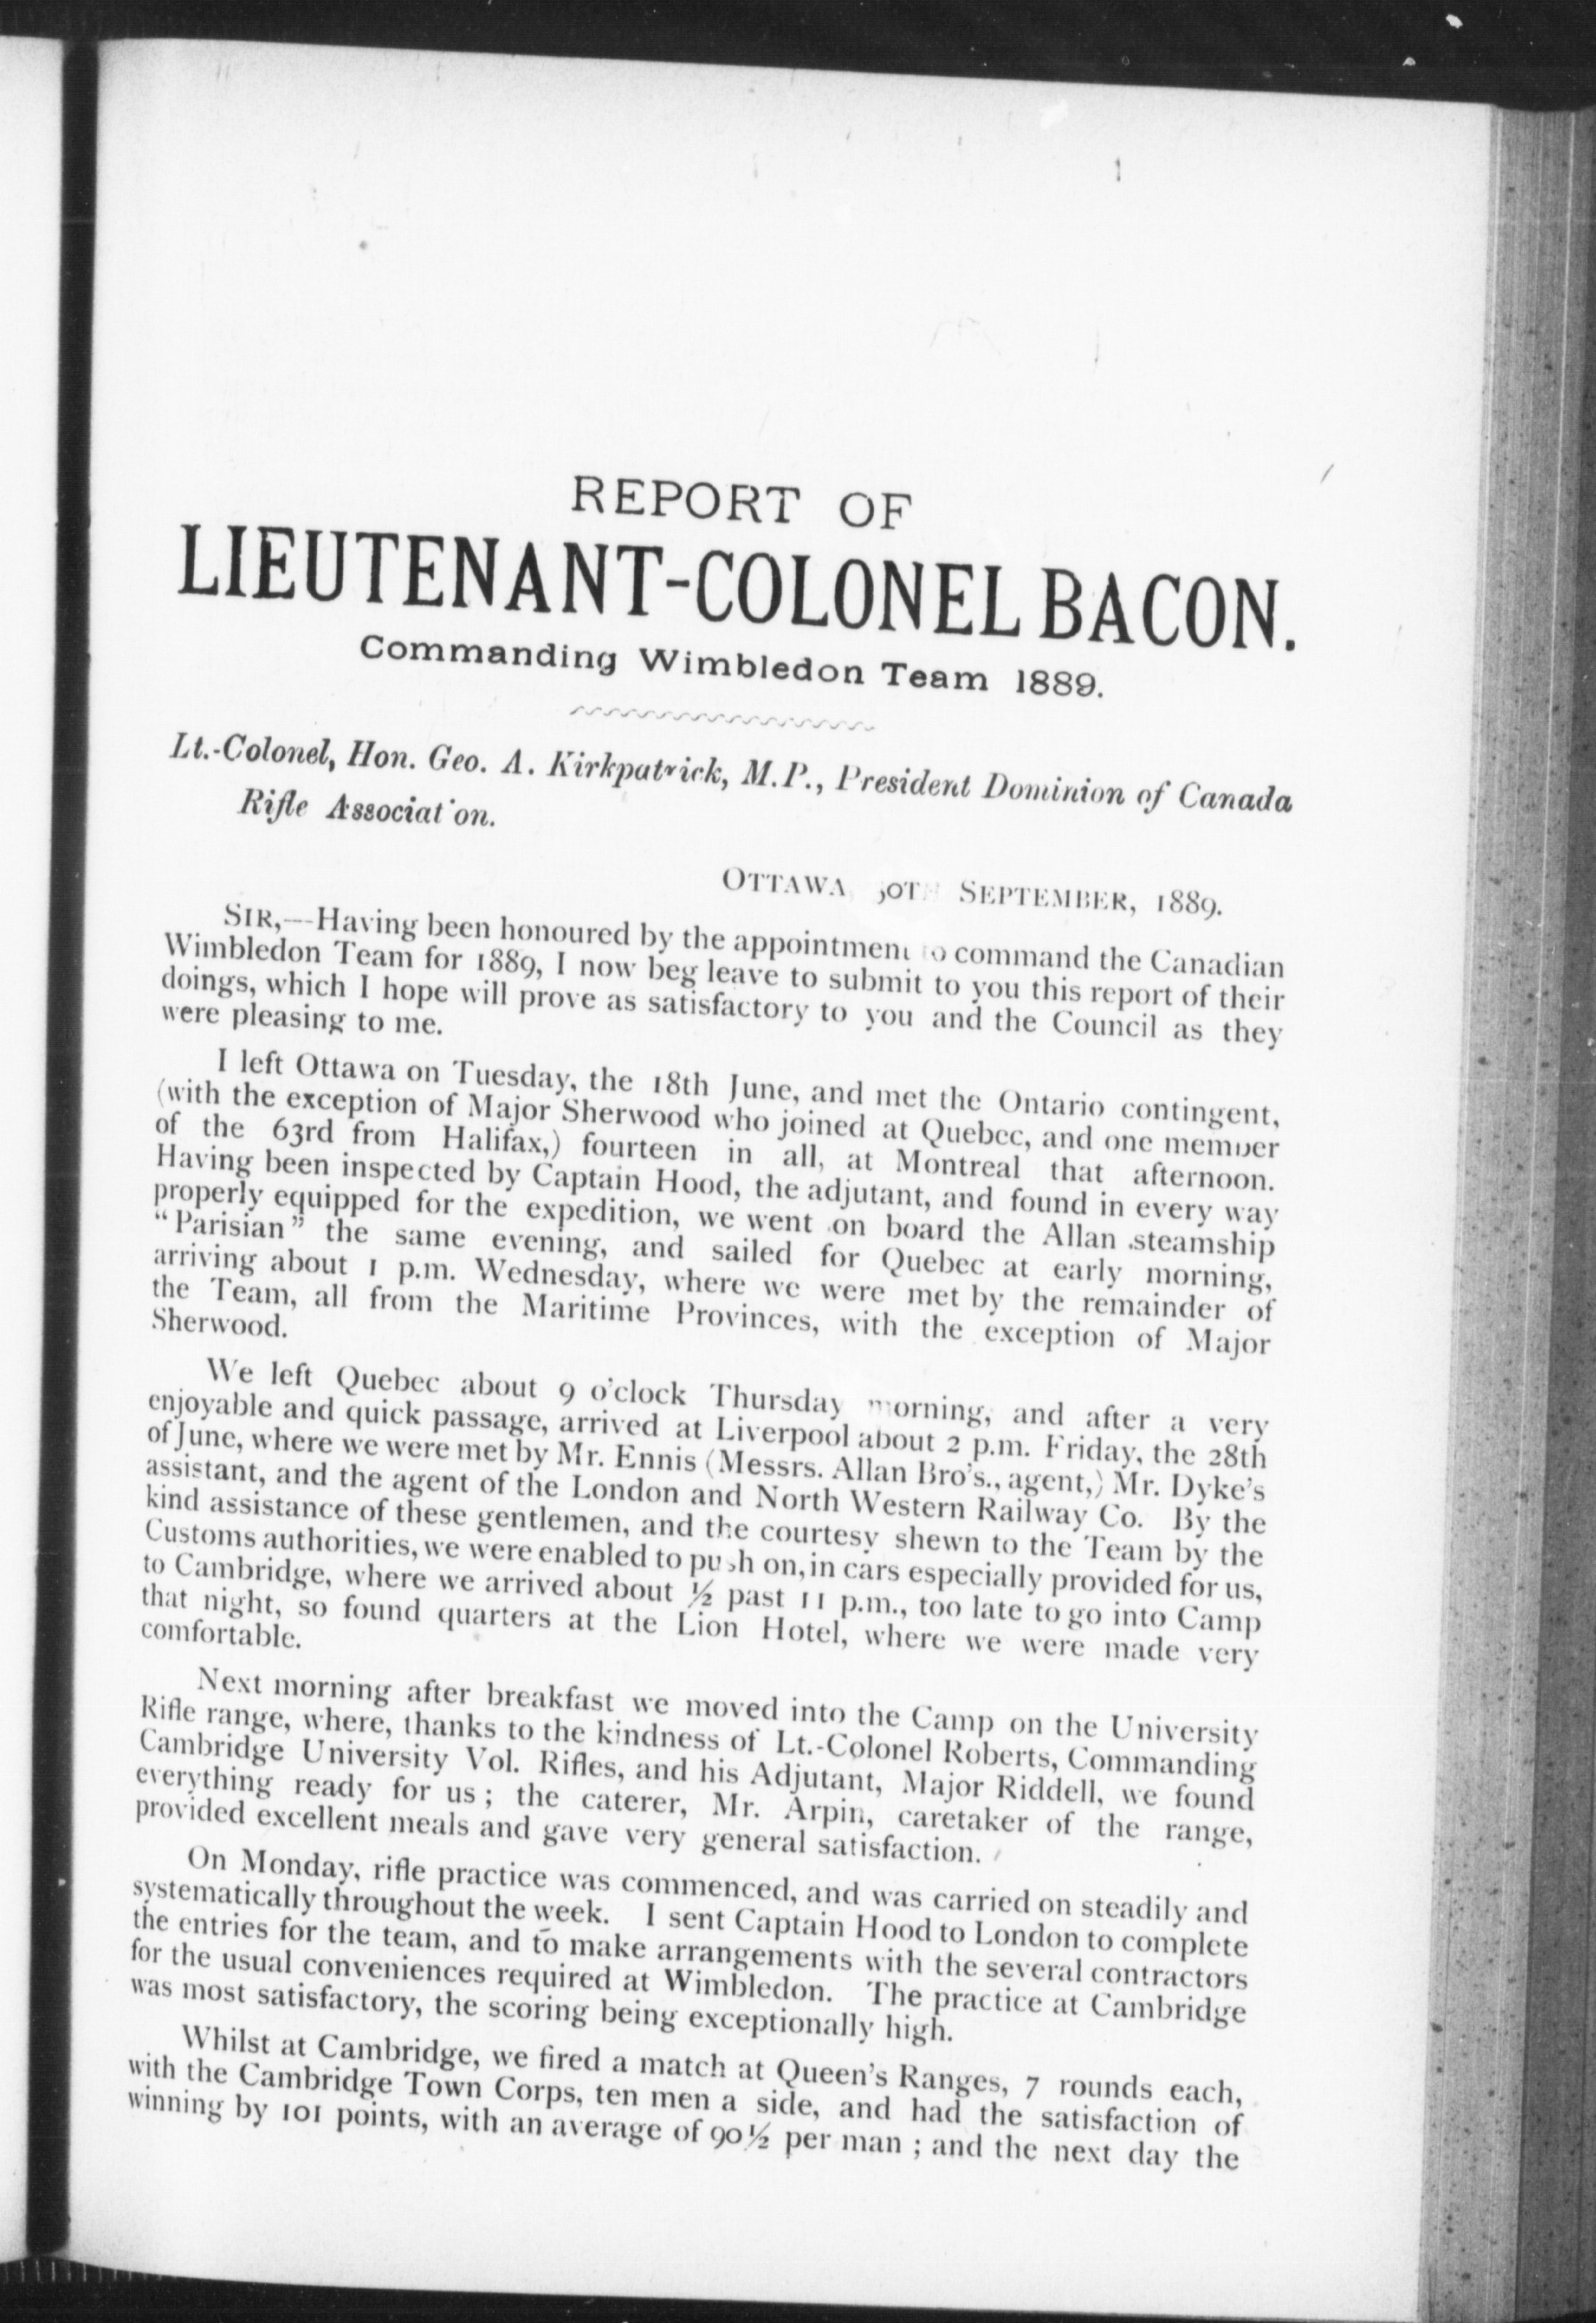 REPORT OF
LIEUTENANT-COLONEL BACON.
Commanding Wimbledon Team 1889.
Lt.-Colonel, Hon. Geo. A. Kirkpatrick, M.P., President Dominion of Canada
Rifle Association.
OTTAWA SEPTEMBER, 1889.
SIR,—Having been honoured by the appointment to command the Canadian
Wimbledon Team for 1889, I now beg leave to submit to you this report of their
doings, which I hope will prove as satisfactory to you and the Council as they
were pleasing to me.
I left Ottawa on Tuesday, the 18th June, and met the Ontario contingent,
(with the exception of Major Sherwood who joined at Quebec, and one member
of the 63rd from Halifax,) fourteen in all, at Montreal that afternoon.
Having been inspected by Captain Hood, the adjutant, and found in every way
properly equipped for the expedition, we went on board the Allan steamship
"Parisian" the same evening, and sailed for Quebec at early morning,
arriving about 1 p.m. Wednesday, where we were met by the remainder of
the Team, all from the Maritime Provinces, with the exception of Major
Sherwood.
We left Quebec about 9 o'clock Thursday morning, and after a very
enjoyable and quick passage, arrived at Liverpool about 2 p.m. Friday, the 28th
of June, where we were met by Mr. Ennis (Messrs. Allan Bro's., agent,) Mr. Dyke's
assistant, and the agent of the London and North Western Railway Co. By the
kind assistance of these gentlemen, and the courtesy shewn to the Team by the
Customs authorities, we were enabled to push on, in cars especially provided for us,
to Cambridge, where we arrived about ½ past 11 p.m., too late to go into Camp
that night, so found quarters at the Lion Hotel, where we were made very
comfortable.
Next morning after breakfast we moved into the Camp on the University
Rifle range, where, thanks to the kindness of Lt.-Colonel Roberts, Commanding
Cambridge University Vol. Rifles, and his Adjutant, Major Riddell, we found
everything ready for us; the caterer, Mr. Arpin, caretaker of the range,
provided excellent meals and gave very general satisfaction.
On Monday, rifle practice was commenced, and was carried on steadily and
systematically throughout the week. I sent Captain Hood to London to complete
the entries for the team, and to make arrangements with the several contractors
for the usual conveniences required at Wimbledon. The practice at Cambridge
was most satisfactory, the scoring being exceptionally high.
Whilst at Cambridge, we fired a match at Queen's Ranges, 7 rounds each,
with the Cambridge Town Corps, ten men a side, and had the satisfaction of
winning by 101 points, with an average of 90½ per man; and the next day the